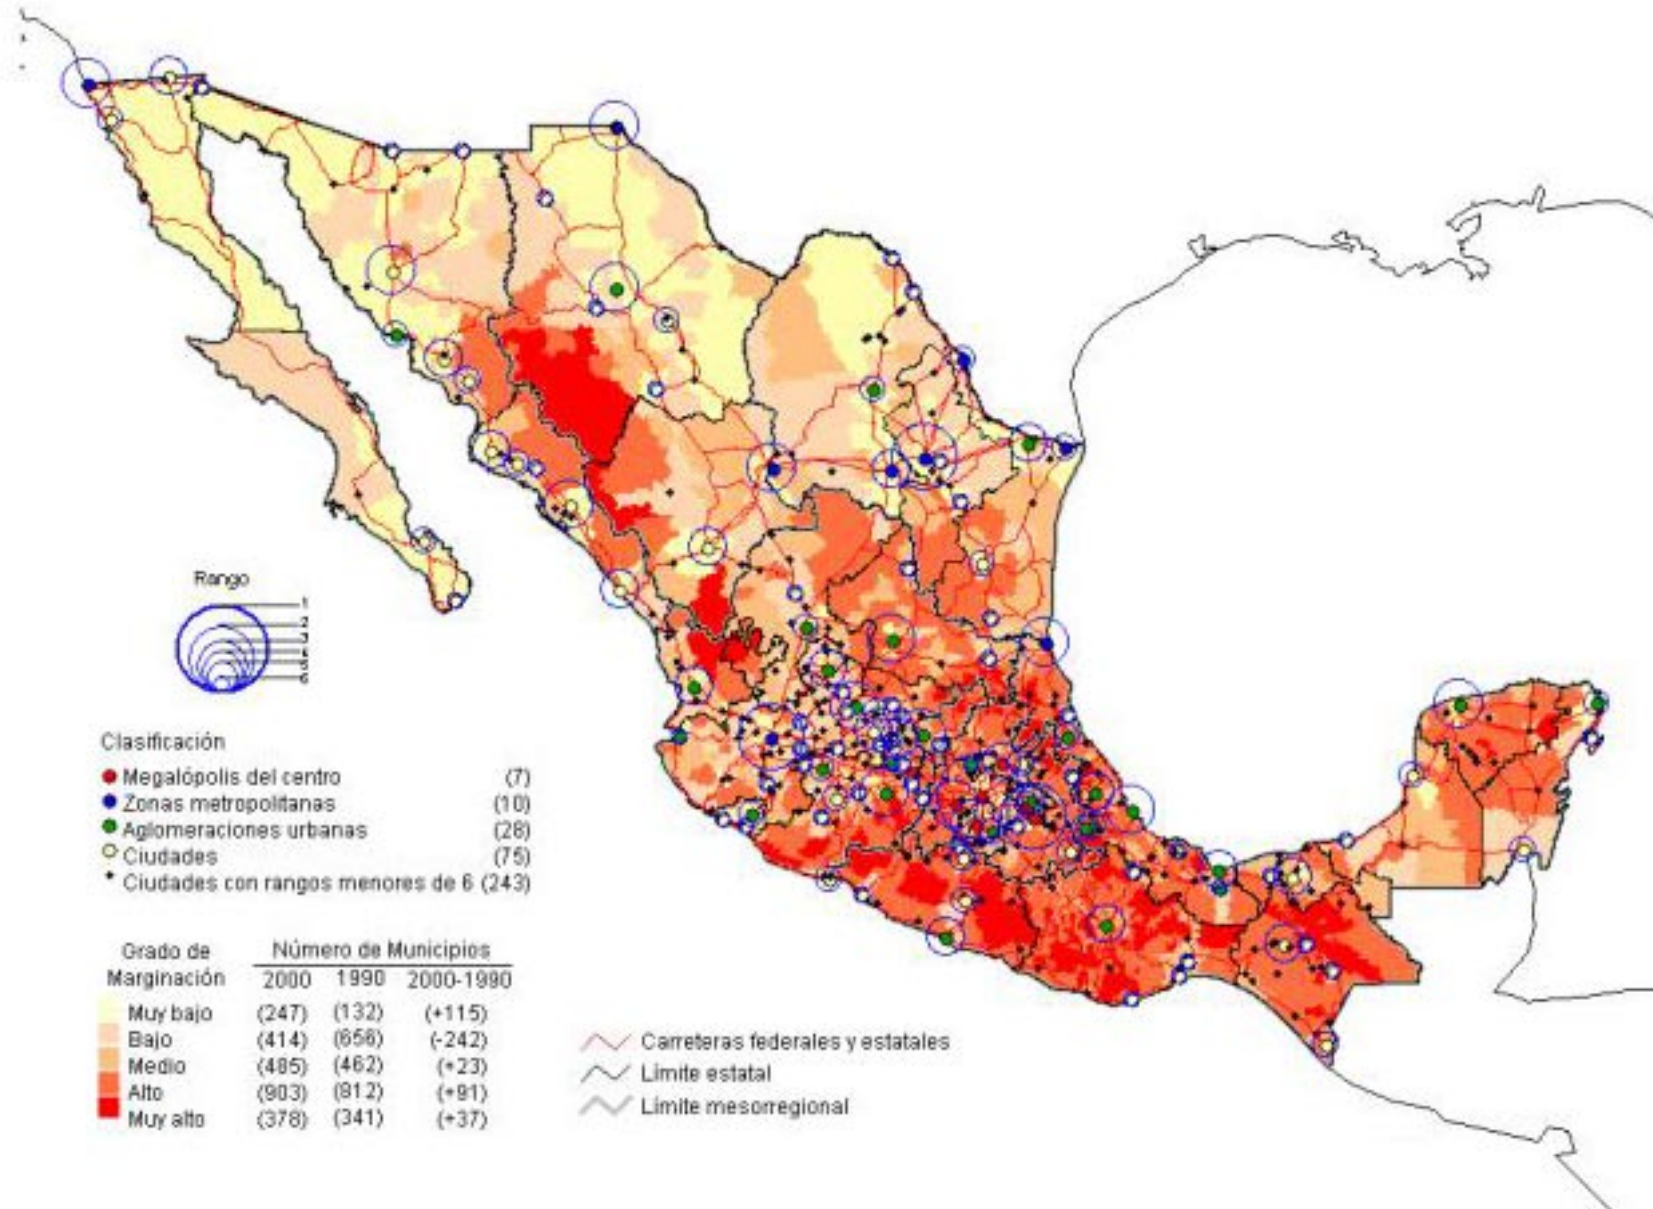 Rango
1
2
3
Clasificación
Megalópolis del centro (7)
Zonas metropolitanas (10)
Aglomeraciones urbanas (28)
Ciudades (75)
Ciudades con rangos menores de 6 (243)
Grado de Marginación Número de Municipios
2000 1990 2000-1990
Muy bajo (247) (132) (+115)
Bajo (414) (656) (-242)
Medio (485) (462) (+23)
Alto (903) (812) (+91)
Muy alto (378) (341) (+37)
Carreteras federales y estatales
Límite estatal
Límite mesorregional